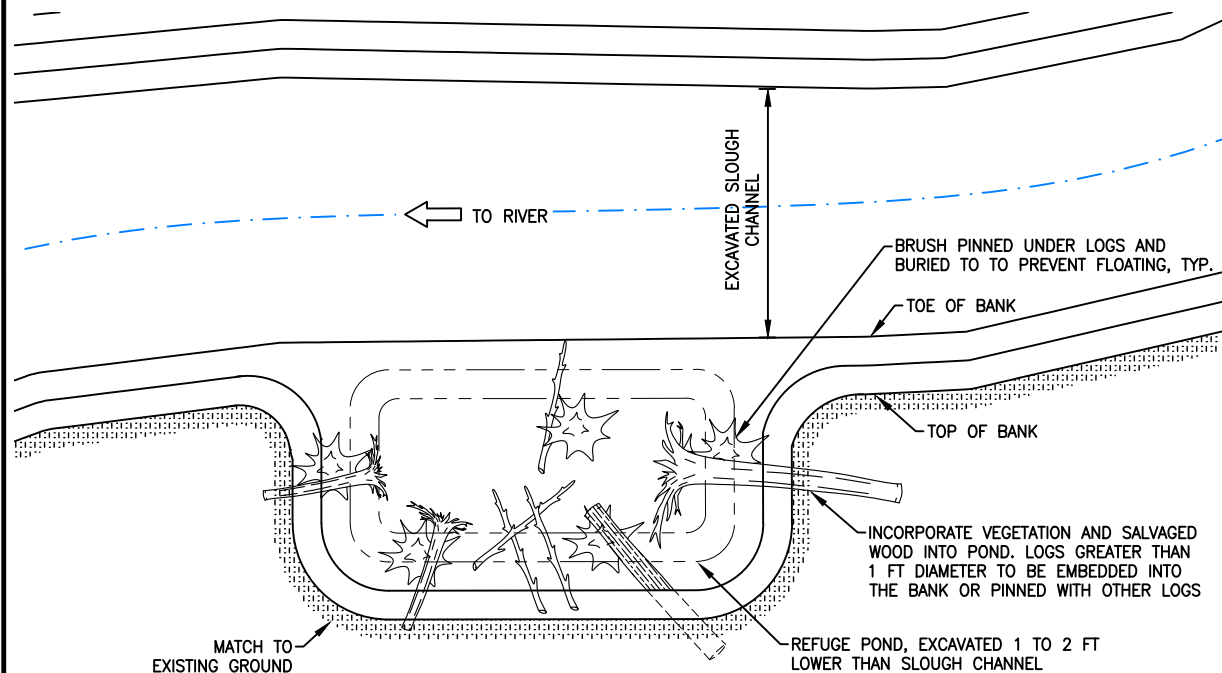 EXCAVATED SLOUGH
CHANNEL
TO RIVER
BRUSH PINNED UNDER LOGS AND
BURIED TO TO PREVENT FLOATING, TYP.
TOE OF BANK
TOP OF BANK
INCORPORATE VEGETATION AND SALVAGED
WOOD INTO POND. LOGS GREATER THAN
1 FT DIAMETER TO BE EMBEDDED INTO
THE BANK OR PINNED WITH OTHER LOGS
MATCH TO
EXISTING GROUND
REFUGE POND, EXCAVATED 1 TO 2 FT
LOWER THAN SLOUGH CHANNEL